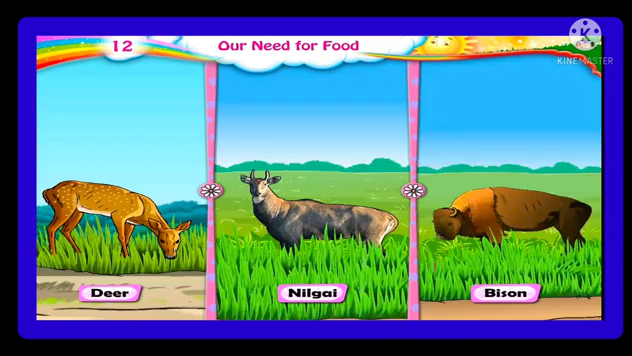 12
Our Need for Food
K
KINEMASTER
Deer
Nilgai
Bison